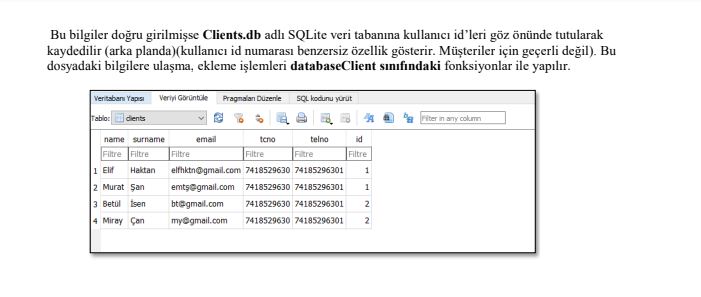 Bu bilgiler doğru girilmişse Clients.db adlı SQLite veri tabanına kullanıcı id'leri göz önünde tutularak
kaydedilir (arka planda)(kullanıcı id numarası benzersiz özellik gösterir. Müşteriler için geçerli değil). Bu
dosyadaki bilgilere ulaşma, ekleme işlemleri databaseClient sınıfındaki fonksiyonlar ile yapılır.
Veritabanı Yapısı Veriyi Görüntüle Pragmaları Düzenle SQL kodunu yürüt
Tablo: clients Filter in any column
name surname email tcno telno id
Filtre Filtre Filtre Filtre Filtre Filtre
1 Elif Haktan elfhktn@gmail.com 7418529630 74185296301 1
2 Murat Şan emtş@gmail.com 7418529630 74185296301 1
3 Betül İsen bt@gmail.com 7418529630 74185296301 2
4 Miray Çan my@gmail.com 7418529630 74185296301 2